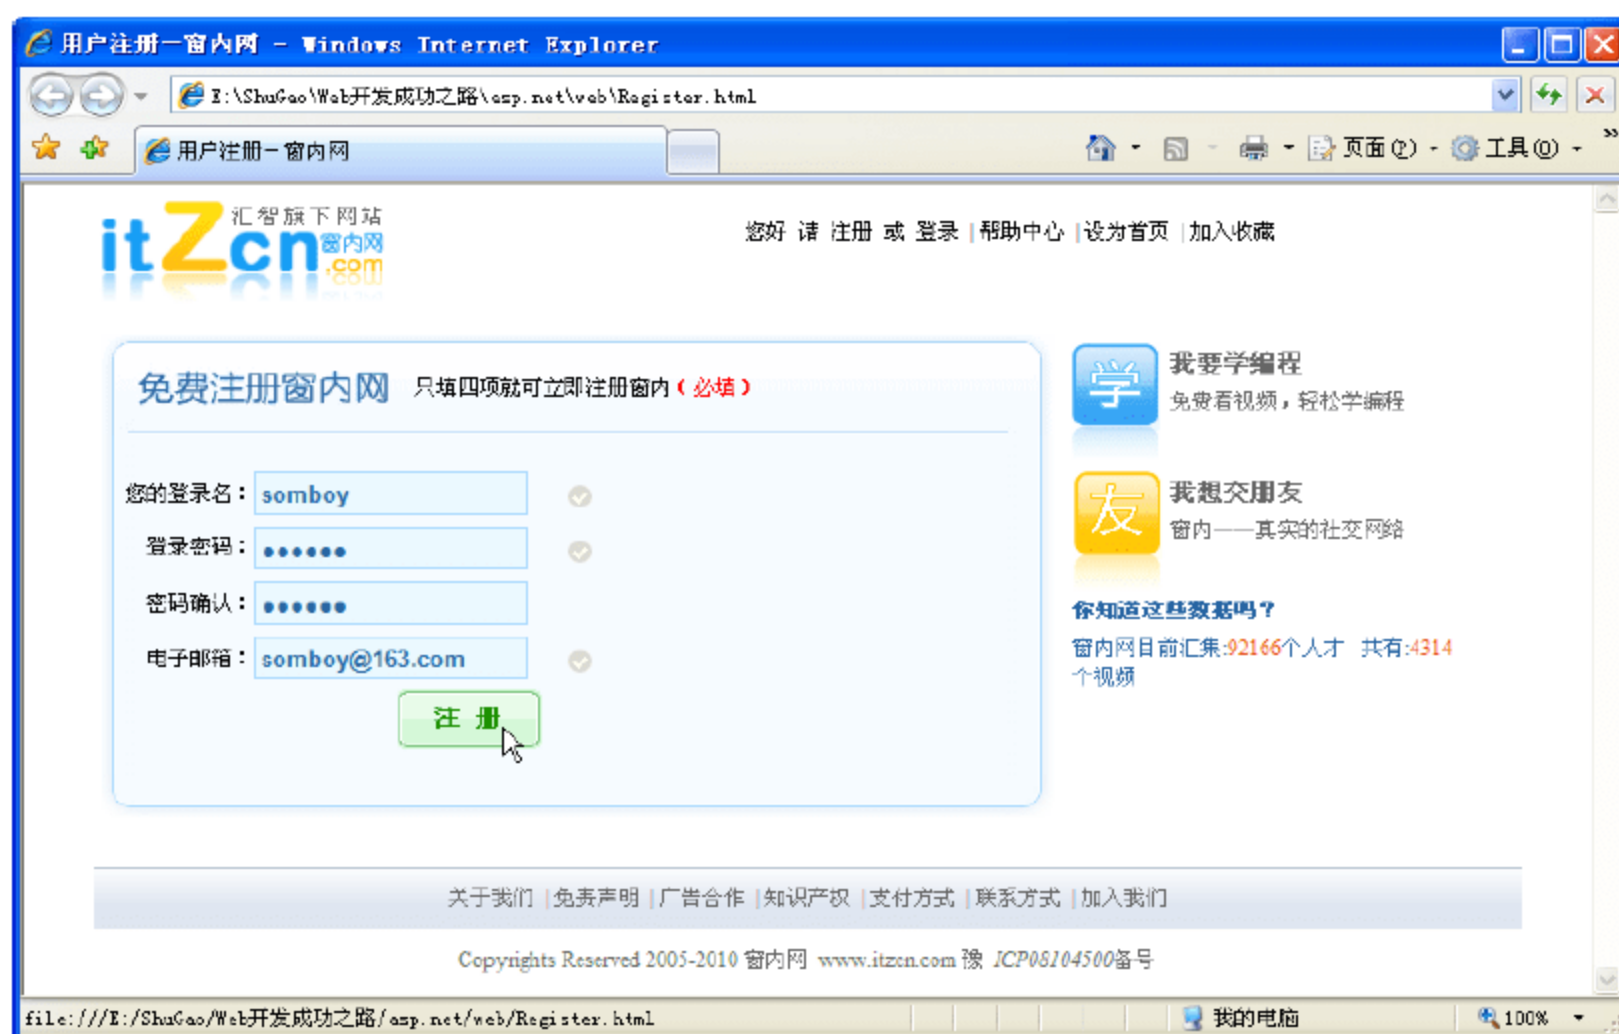 用户注册—窗内网 - Windows Internet Explorer
E:\ShuGao\Web开发成功之路\asp.net\web\Register.html
用户注册—窗内网
页面(P)
工具(O)
itZcn.com 汇智旗下网站 窗内网
您好 请 注册 或 登录 |帮助中心 |设为首页 |加入收藏
免费注册窗内网 只填四项就可立即注册窗内(必填)
您的登录名: somboy
登录密码: ●●●●●●
密码确认: ●●●●●●
电子邮箱: somboy@163.com
注 册
学
我要学编程
免费看视频,轻松学编程
友
我想交朋友
窗内——真实的社交网络
你知道这些数据吗?
窗内网目前汇集:92166个人才 共有:4314
个视频
关于我们 |免责声明 |广告合作 |知识产权 |支付方式 |联系方式 |加入我们
Copyrights Reserved 2005-2010 窗内网 www.itzcn.com 豫 ICP08104500备号
file:///E:/ShuGao/Web开发成功之路/asp.net/web/Register.html
我的电脑
100%